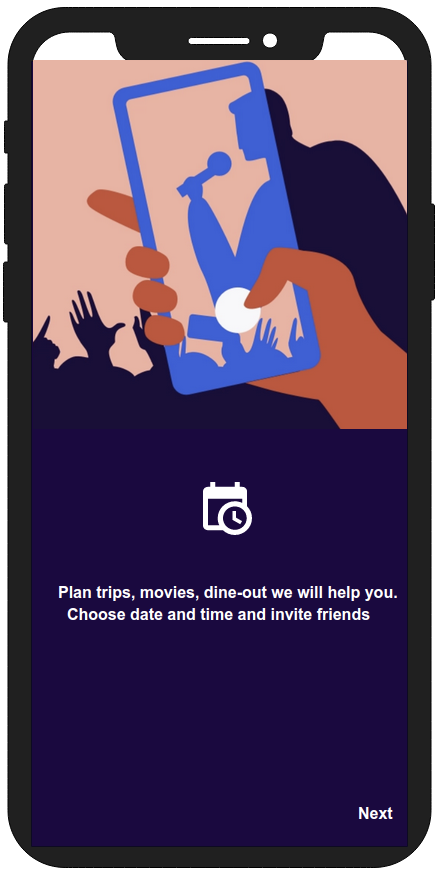 Plan trips, movies, dine-out we will help you.
Choose date and time and invite friends
Next